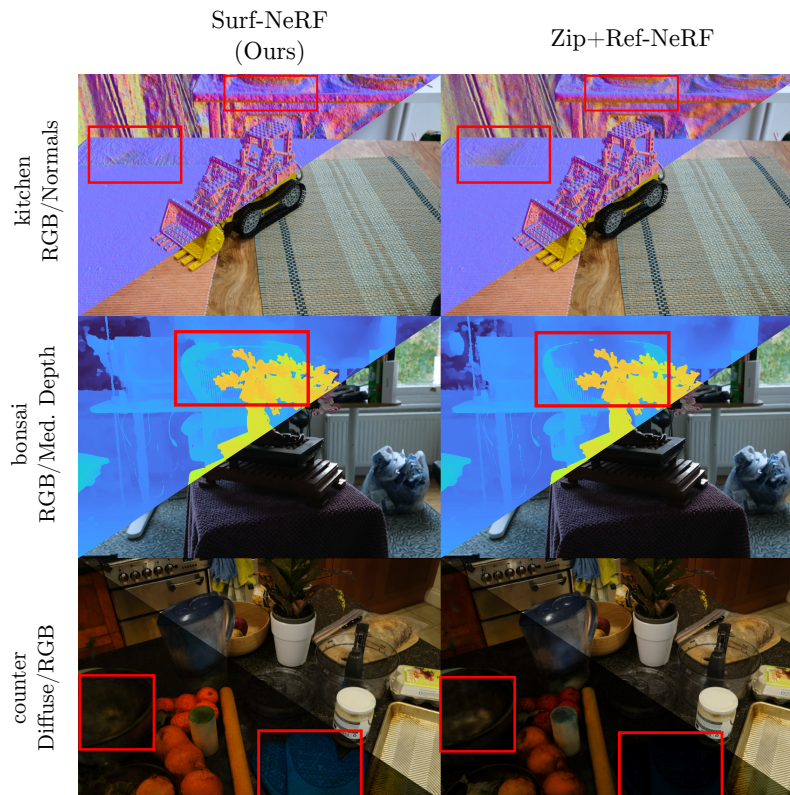 Surf-NeRF
(Ours)
Zip+Ref-NeRF
kitchen
RGB/Normals
bonsai
RGB/Med. Depth
counter
Diffuse/RGB